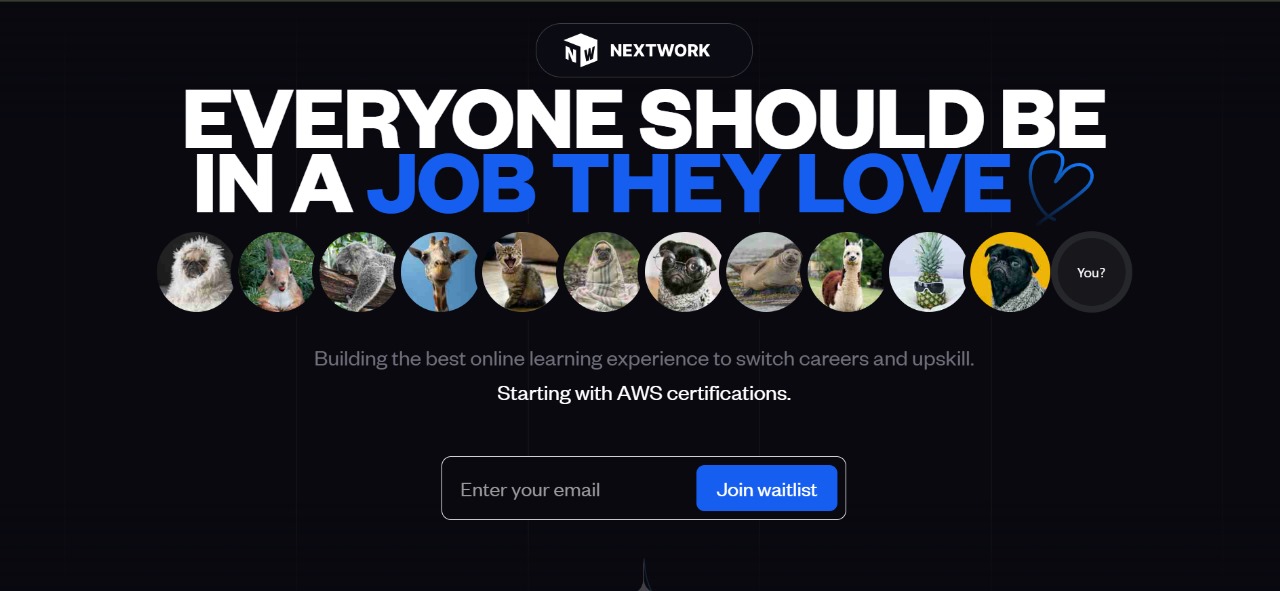 NW NEXTWORK
EVERYONE SHOULD BE
IN A JOB THEY LOVE
You?
Building the best online learning experience to switch careers and upskill.
Starting with AWS certifications.
Enter your email Join waitlist